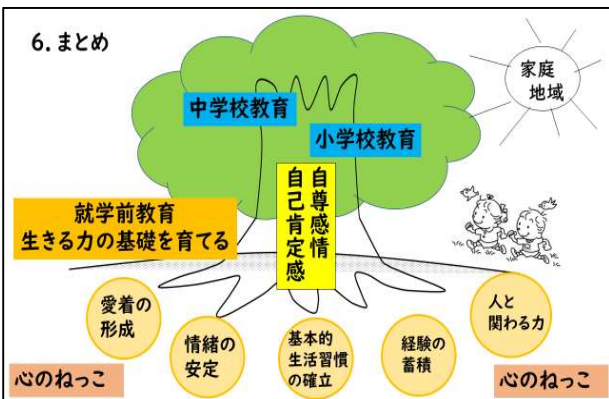 6. まとめ
家庭
地域
中学校教育
小学校教育
自尊感情
自己肯定感
就学前教育
生きる力の基礎を育てる
愛着の
形成
情緒の
安定
基本的
生活習慣
の確立
経験の
蓄積
人と
関わる力
心のねっこ
心のねっこ